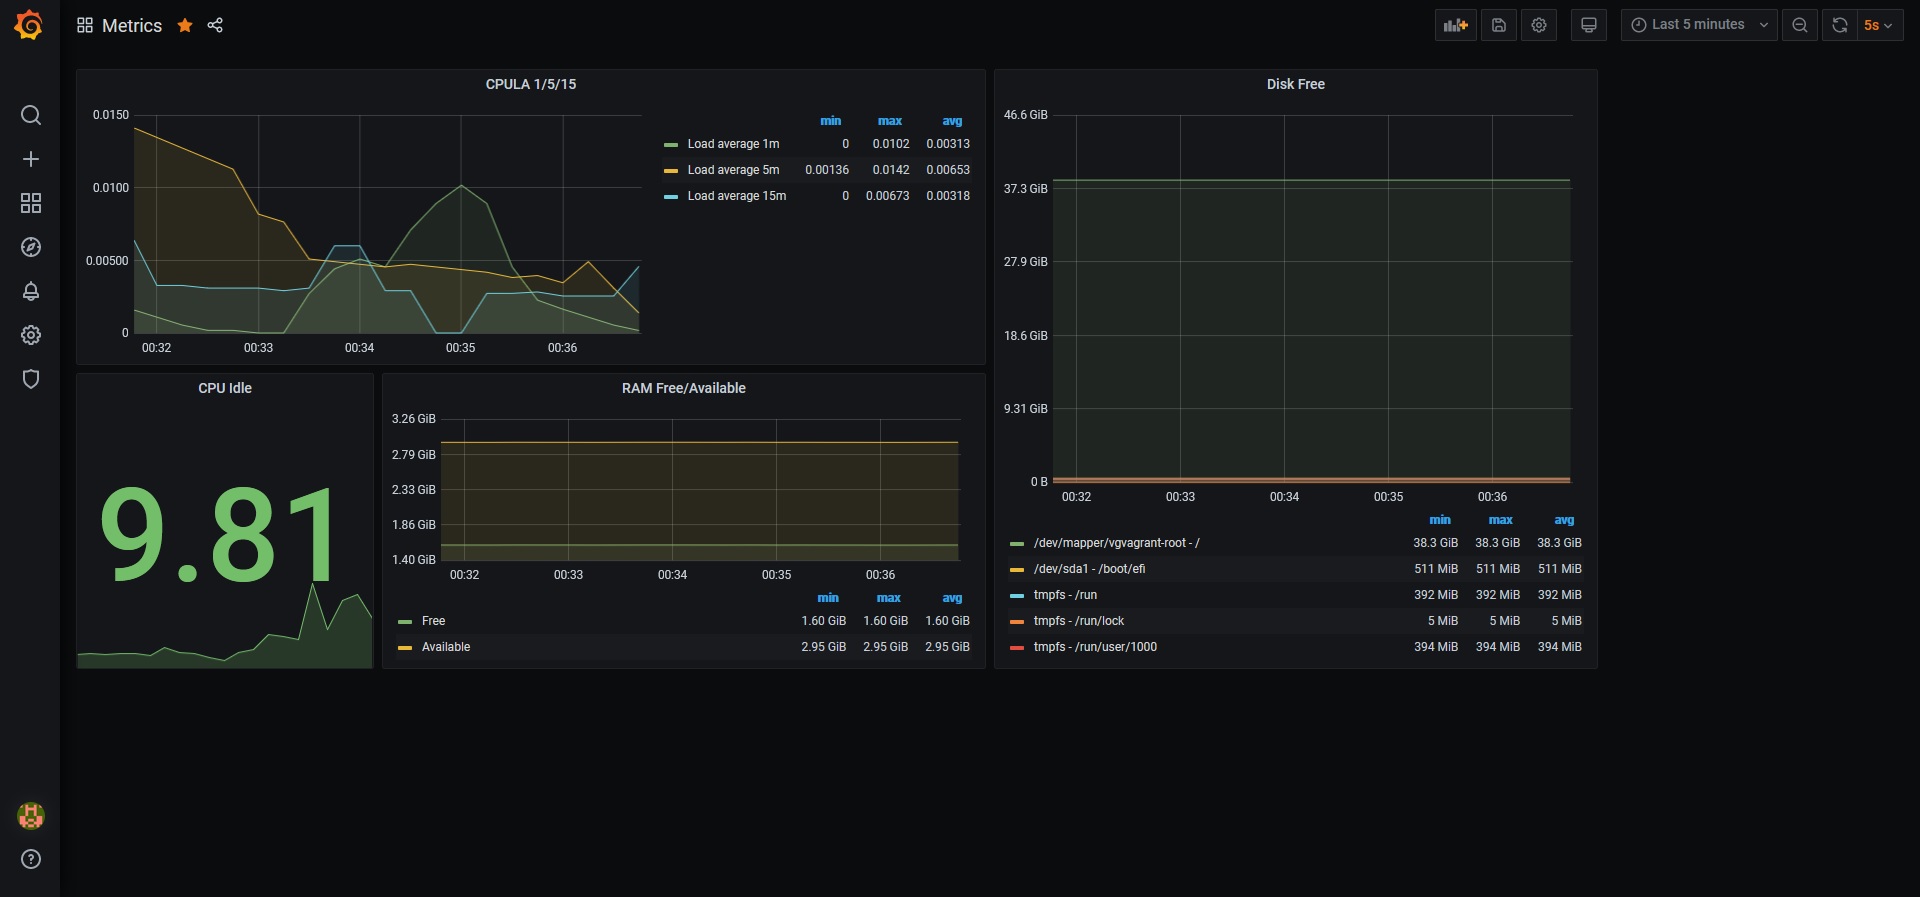 Metrics
Last 5 minutes
5s
CPULA 1/5/15
0.0150
0.0100
0.00500
0
00:32 00:33 00:34 00:35 00:36
min max avg
Load average 1m 0 0.0102 0.00313
Load average 5m 0.00136 0.0142 0.00653
Load average 15m 0 0.00673 0.00318
Disk Free
46.6 GiB
37.3 GiB
27.9 GiB
18.6 GiB
9.31 GiB
0 B
00:32 00:33 00:34 00:35 00:36
min max avg
/dev/mapper/vgvagrant-root - / 38.3 GiB 38.3 GiB 38.3 GiB
/dev/sda1 - /boot/efi 511 MiB 511 MiB 511 MiB
tmpfs - /run 392 MiB 392 MiB 392 MiB
tmpfs - /run/lock 5 MiB 5 MiB 5 MiB
tmpfs - /run/user/1000 394 MiB 394 MiB 394 MiB
CPU Idle
9.81
RAM Free/Available
3.26 GiB
2.79 GiB
2.33 GiB
1.86 GiB
1.40 GiB
00:32 00:33 00:34 00:35 00:36
min max avg
Free 1.60 GiB 1.60 GiB 1.60 GiB
Available 2.95 GiB 2.95 GiB 2.95 GiB